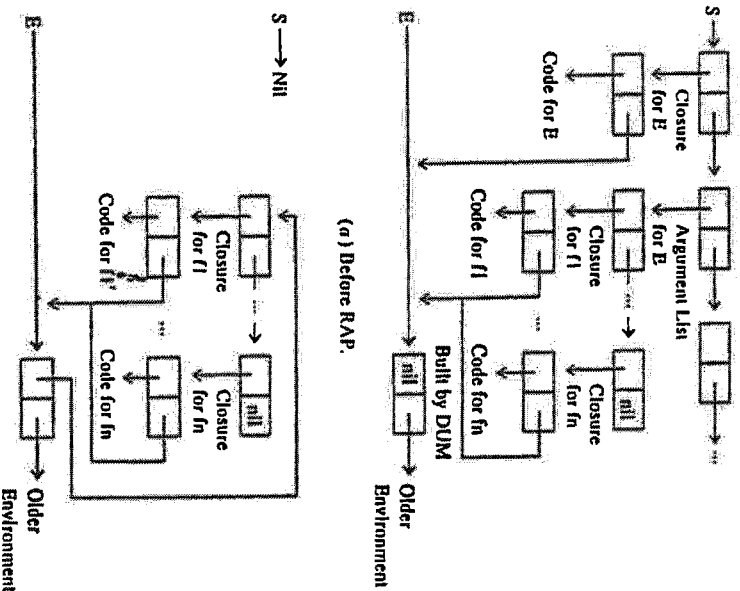 S
...
Closure
for E
Argument List
for E
Code for E
...
nil
Closure
for f1
Closure
for fn
...
Code for f1
Code for fn
Built by DUM
E
nil
Older
Environment
(a) Before RAP.
S
Nil
...
nil
Closure
for f1
Closure
for fn
...
Code for f1
Code for fn
E
Older
Environment